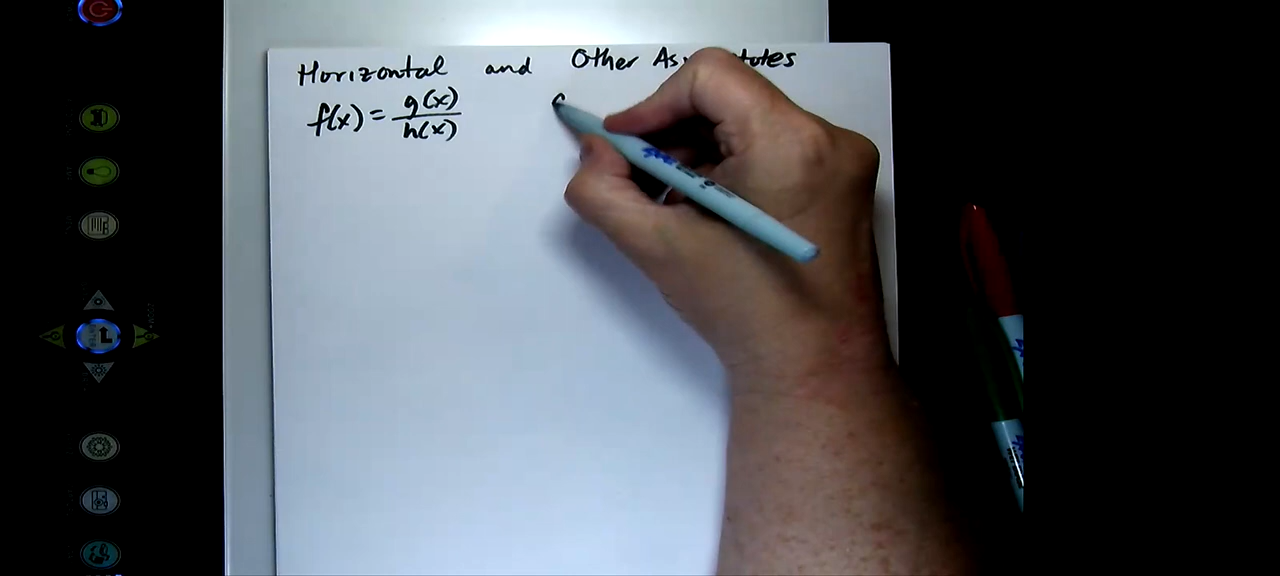 Horizontal and Other
f(x) = g(x)/h(x)